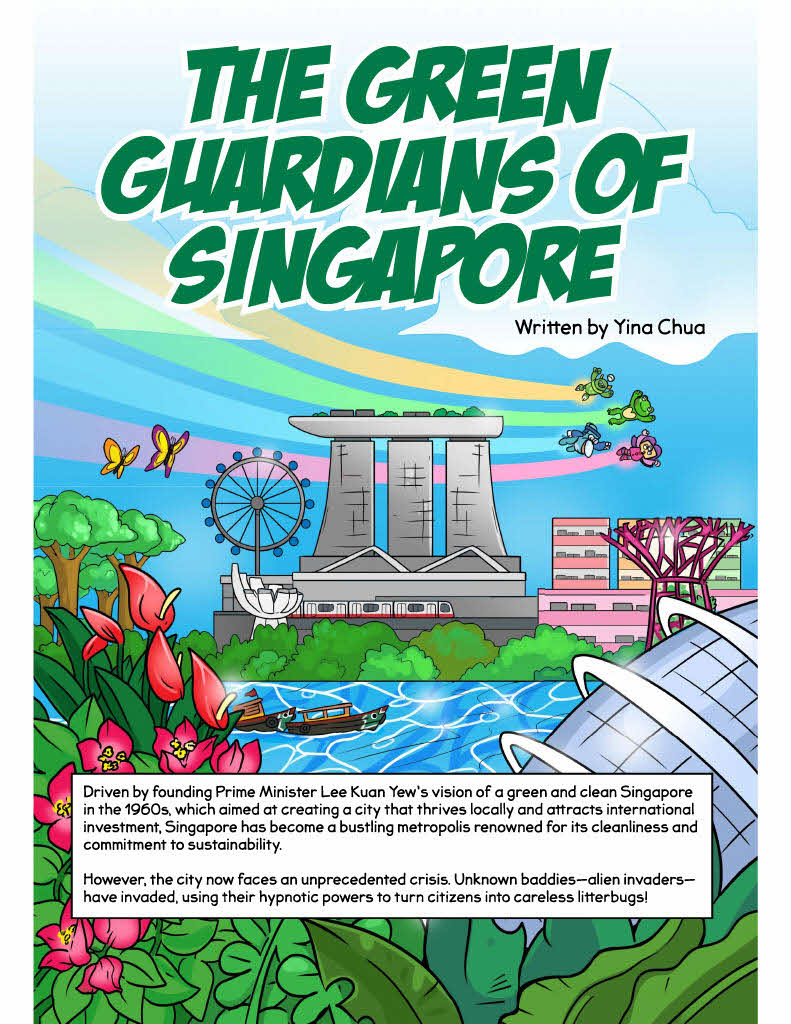 THE GREEN
GUARDIANS OF
SINGAPORE
Written by Yina Chua
Driven by founding Prime Minister Lee Kuan Yew's vision of a green and clean Singapore
in the 1960s, which aimed at creating a city that thrives locally and attracts international
investment, Singapore has become a bustling metropolis renowned for its cleanliness and
commitment to sustainability.
However, the city now faces an unprecedented crisis. Unknown baddies—alien invaders—
have invaded, using their hypnotic powers to turn citizens into careless litterbugs!